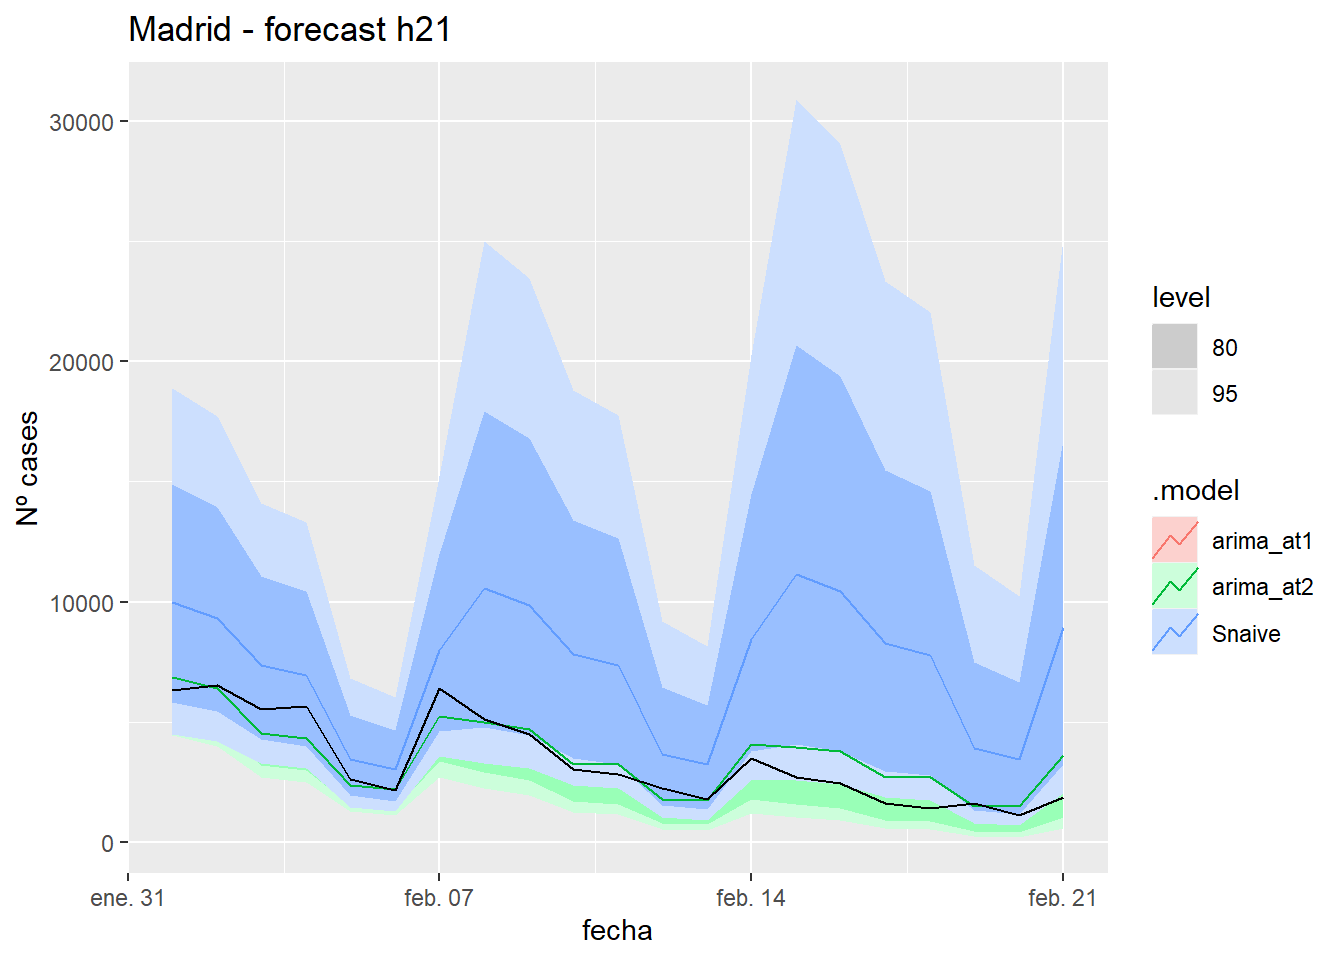 Madrid - forecast h21
30000
20000
10000
0
Nº cases
ene. 31
feb. 07
feb. 14
feb. 21
fecha
level
80
95
.model
arima_at1
arima_at2
Snaive